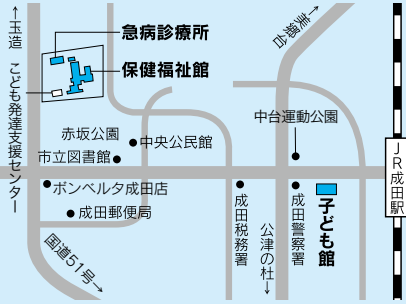 ←玉造
急病診療所
保健福祉館
こども発達支援センター
↑美郷台
中台運動公園
赤坂公園
中央公民館
市立図書館
ボンベルタ成田店
成田郵便局
国道51号→
成田税務署
公津の杜→
成田警察署
子ども館
JR成田駅